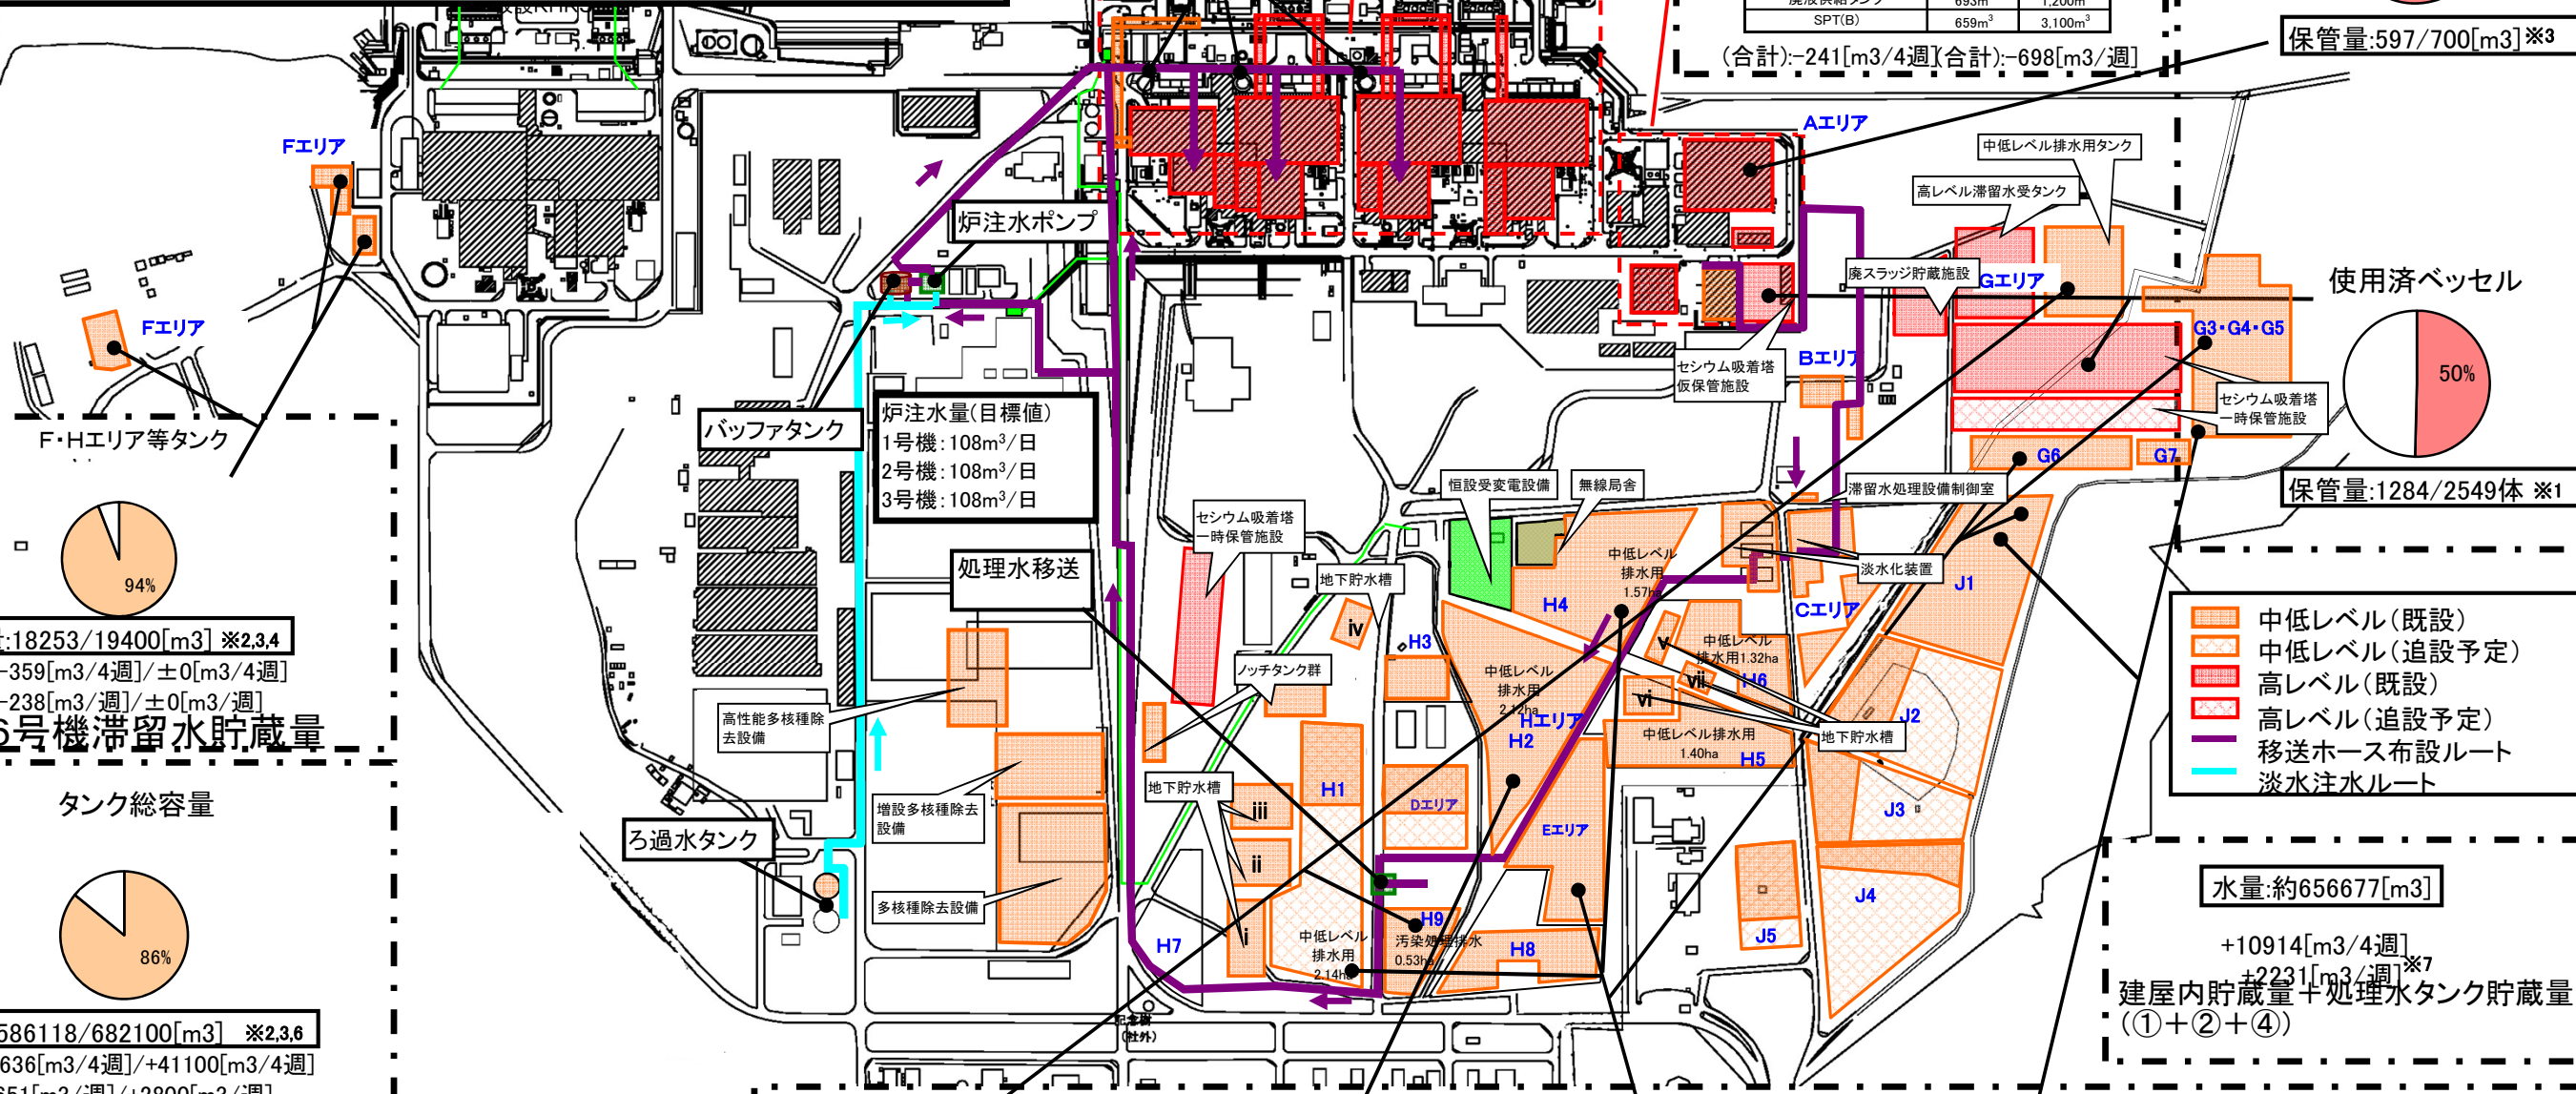 693m³ 1,200m³
SPT(B) 659m³ 3,100m³
(合計):-241[m3/4週](合計):-698[m3/週]
保管量:597/700[m3]※3
Aエリア
中低レベル排水用タンク
高レベル滞留水受タンク
Fエリア
炉注水ポンプ
廃スラッジ貯蔵施設
Gエリア
使用済ベッセル
G3・G4・G5
50%
Fエリア
セシウム吸着塔
仮保管施設
Bエリア
セシウム吸着塔
一時保管施設
保管量:1284/2549体 ※1
F・Hエリア等タンク
バッファタンク
炉注水量(目標値)
1号機:108m³/日
2号機:108m³/日
3号機:108m³/日
G6
G7
恒設受変電設備
無線局舎
滞留水処理設備制御室
セシウム吸着塔
一時保管施設
94%
処理水移送
地下貯水槽
中低レベル
排水用
1.57ha
淡水化装置
J1
H4
Cエリア
iv
H3
v
中低レベル
排水用1.32ha
vii
H6
vi
中低レベル(既設)
中低レベル(追設予定)
高レベル(既設)
高レベル(追設予定)
移送ホース布設ルート
淡水注水ルート
:18253/19400[m3] ※2,3,4
-359[m3/4週]/±0[m3/4週]
-238[m3/週]/±0[m3/週]
6号機滞留水貯蔵量
ノッチタンク群
中低レベル
排水用
2.12ha
Hエリア
H2
高性能多核種除
去設備
中低レベル排水用
1.40ha
H5
地下貯水槽
J2
タンク総容量
地下貯水槽
H1
Dエリア
iii
Eエリア
J3
増設多核種除去
設備
ろ過水タンク
ii
86%
多核種除去設備
J4
水量:約656677[m3]
i
H7
H9
中低レベル
排水用
2.14ha
汚染処理排水
0.53ha
H8
J5
+10914[m3/4週]
+2231[m3/週]※7
建屋内貯蔵量+処理水タンク貯蔵量
(①+②+④)
記念樹
(社外)
586118/682100[m3] ※2,3,6
636[m3/4週]/+41100[m3/4週]